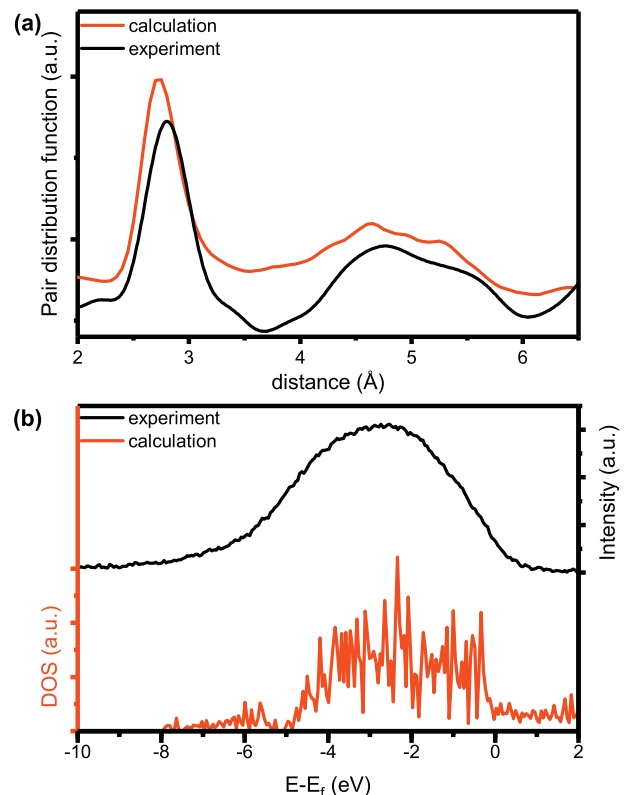 (a)
calculation
experiment
Pair distribution function (a.u.)
2 3 4 5 6
distance (Å)
(b)
experiment
calculation
Intensity (a.u.)
DOS (a.u.)
-10 -8 -6 -4 -2 0 2
E-Ef (eV)